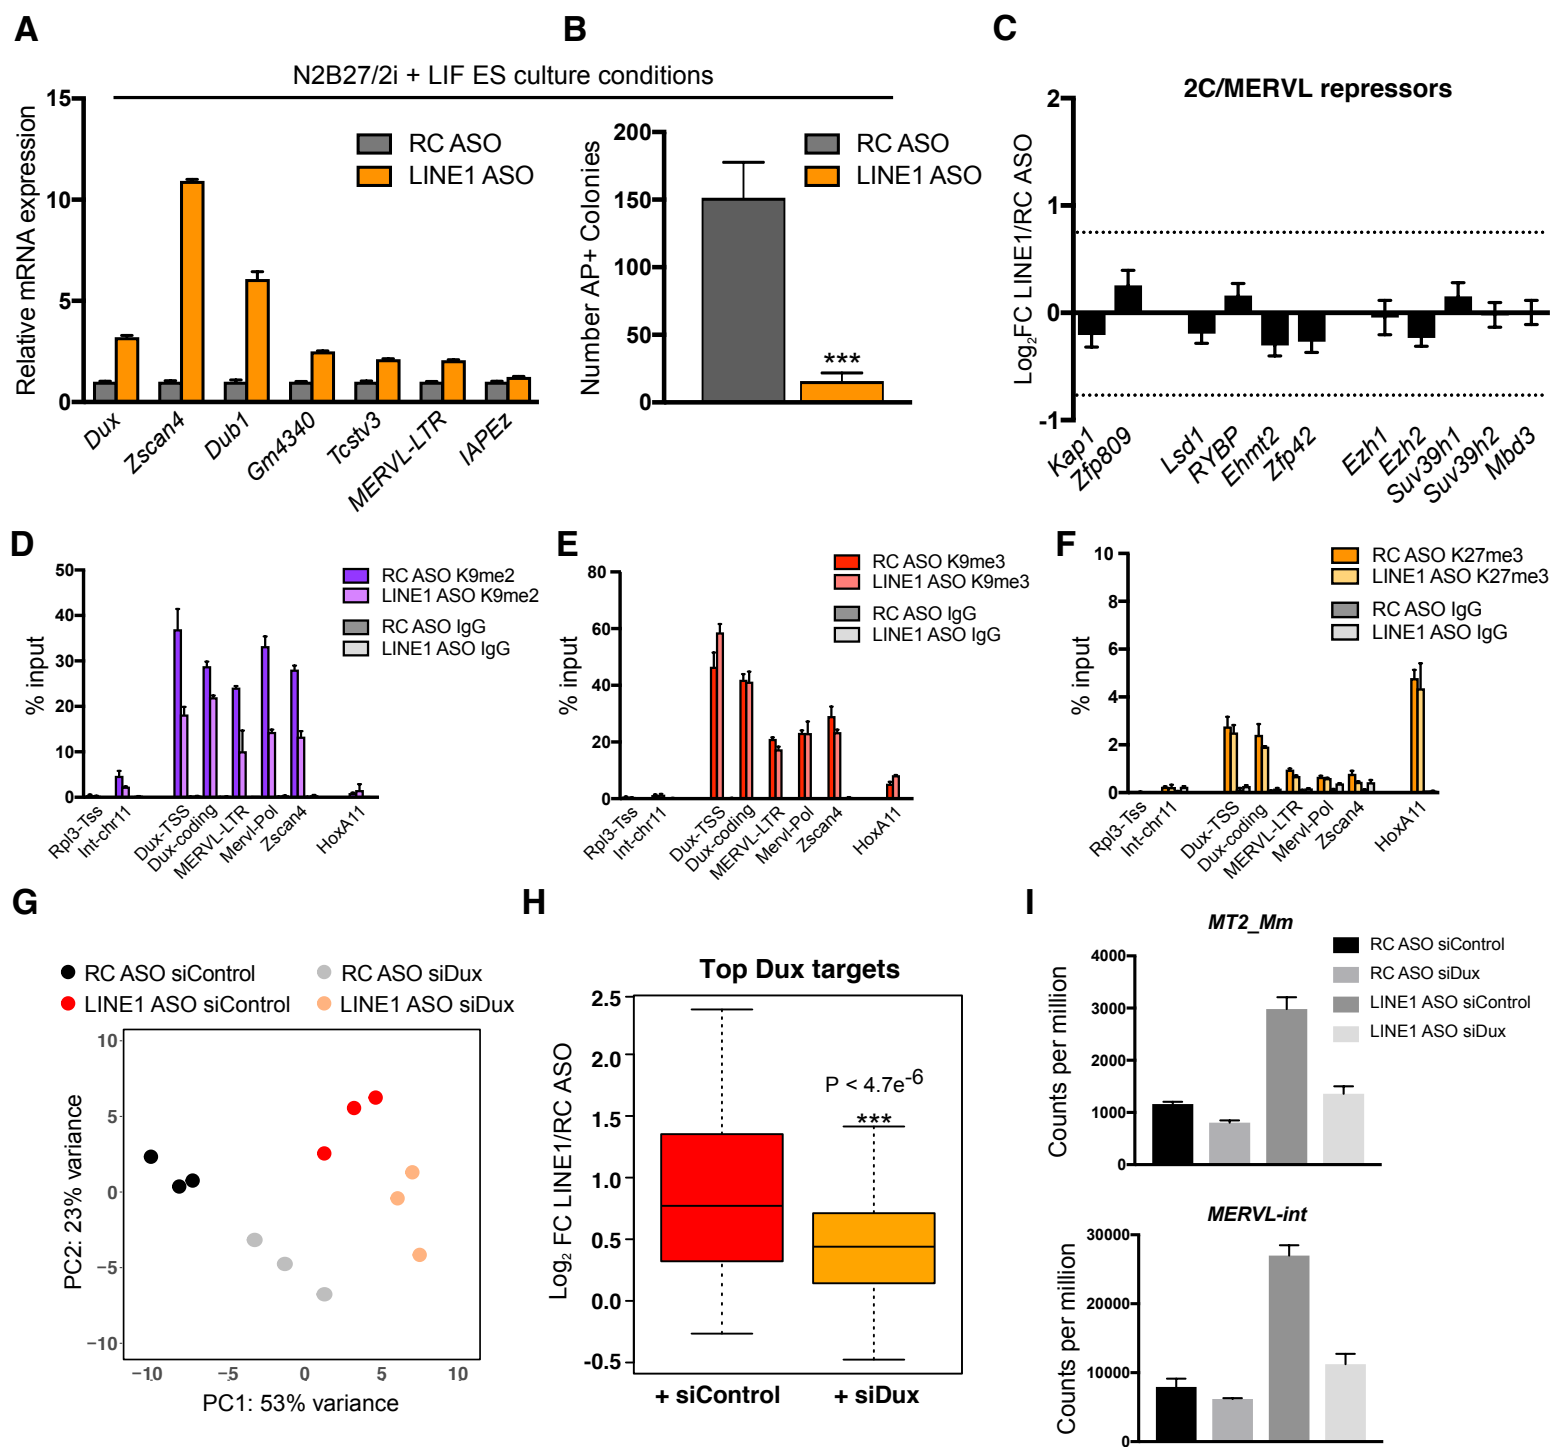 A
B
C
N2B27/2i + LIF ES culture conditions
Relative mRNA expression
15
10
5
0
RC ASO
LINE1 ASO
Dux
Zscan4
Dub1
Gm4340
Tcstv3
MERVL-LTR
IAPEz
Number AP+ Colonies
200
150
100
50
0
RC ASO
LINE1 ASO
***
2C/MERVL repressors
Log2FC LINE1/RC ASO
2
1
0
-1
Kap1
Zfp809
Lsd1
RYBP
Ehmt2
Zfp42
Ezh1
Ezh2
Suv39h1
Suv39h2
Mbd3
D
% input
50
40
30
20
10
0
RC ASO K9me2
LINE1 ASO K9me2
RC ASO IgG
LINE1 ASO IgG
Rpl3-Tss
Int-chr11
Dux-TSS
Dux-coding
MERVL-LTR
Mervl-Pol
Zscan4
HoxA11
E
% input
80
60
40
20
0
RC ASO K9me3
LINE1 ASO K9me3
RC ASO IgG
LINE1 ASO IgG
Rpl3-Tss
Int-chr11
Dux-TSS
Dux-coding
MERVL-LTR
Mervl-Pol
Zscan4
HoxA11
F
% input
10
8
6
4
2
0
RC ASO K27me3
LINE1 ASO K27me3
RC ASO IgG
LINE1 ASO IgG
Rpl3-Tss
Int-chr11
Dux-TSS
Dux-coding
MERVL-LTR
Mervl-Pol
Zscan4
HoxA11
G
RC ASO siControl
RC ASO siDux
LINE1 ASO siControl
LINE1 ASO siDux
PC2: 23% variance
10
5
0
−5
−10
−10
−5
0
5
10
PC1: 53% variance
H
Top Dux targets
Log2 FC LINE1/RC ASO
2.5
2.0
1.5
1.0
0.5
0.0
-0.5
P < 4.7e-6
***
+ siControl
+ siDux
I
MT2_Mm
Counts per million
4000
3000
2000
1000
0
RC ASO siControl
RC ASO siDux
LINE1 ASO siControl
LINE1 ASO siDux
MERVL-int
Counts per million
30000
20000
10000
0